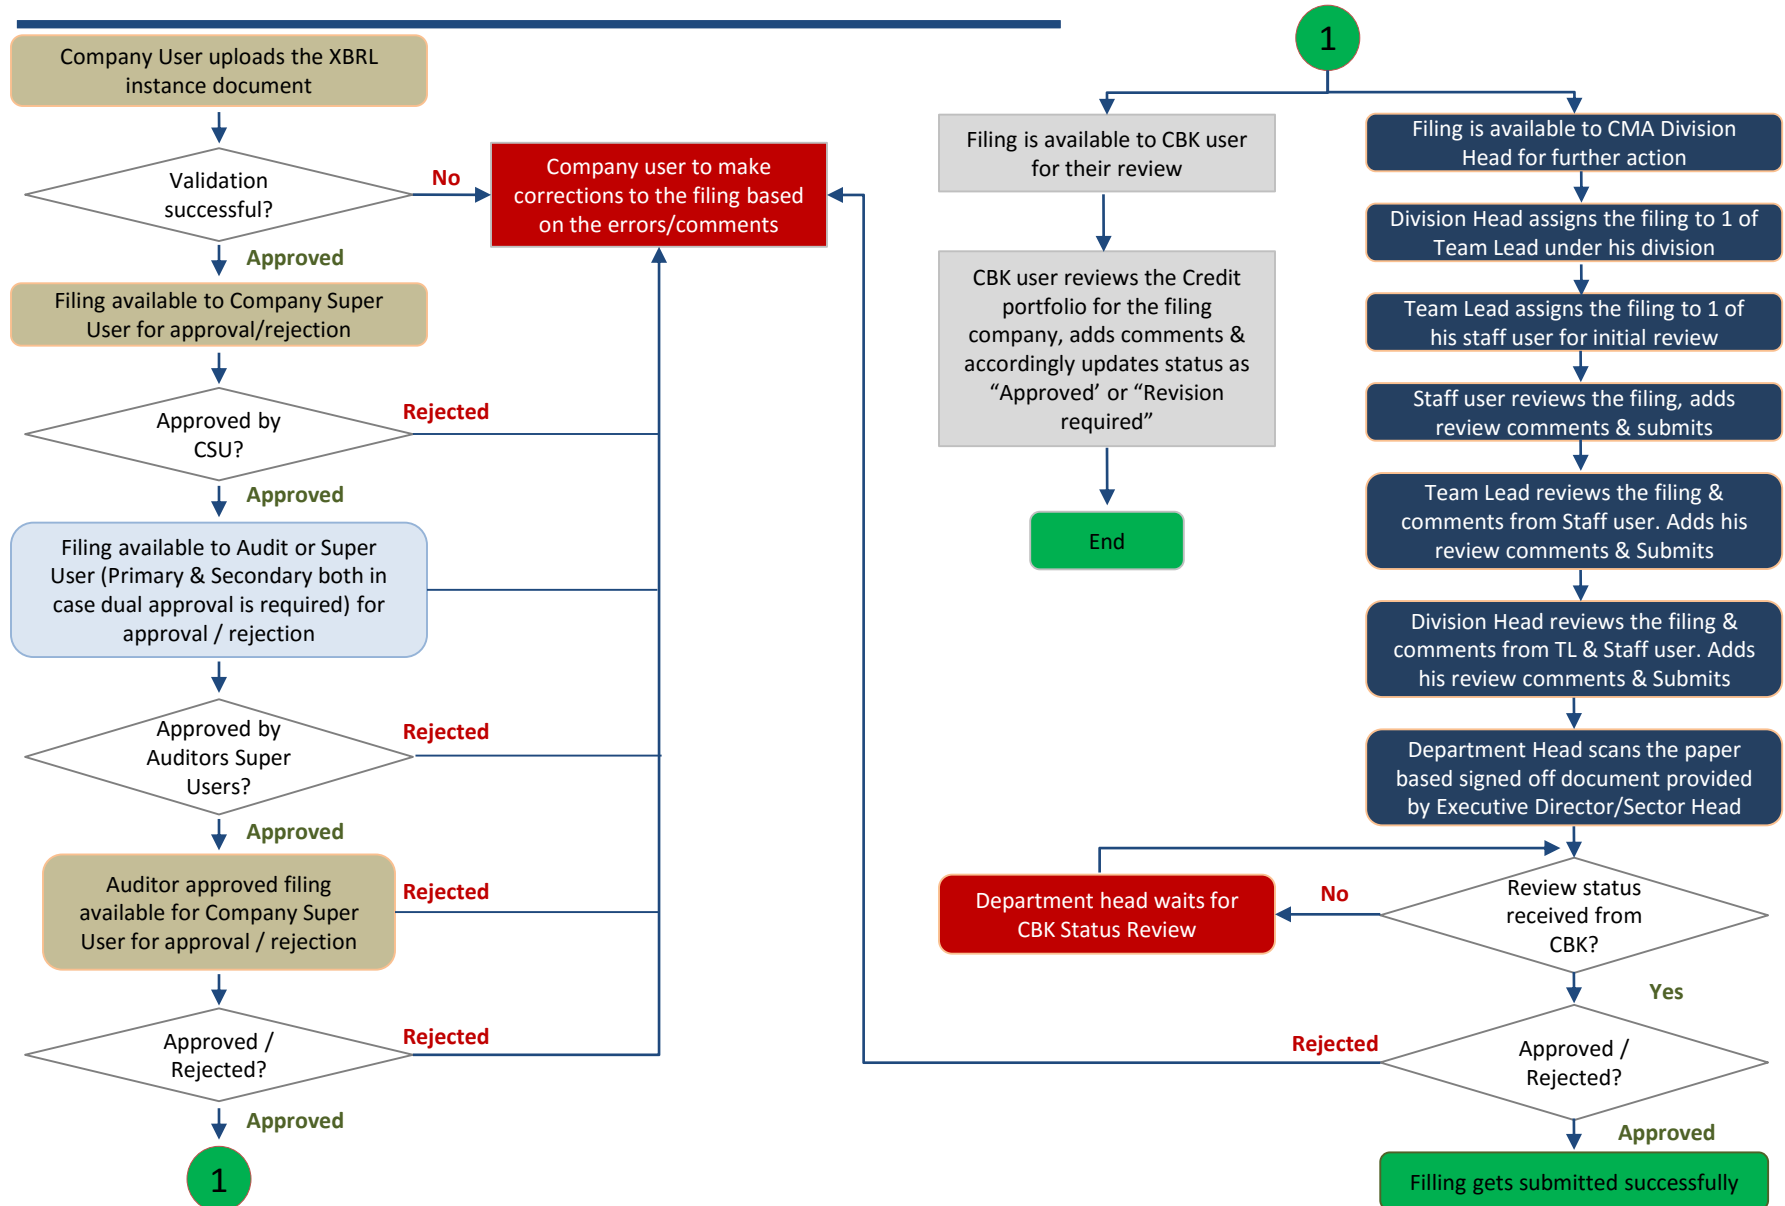 Company User uploads the XBRL
instance document
Validation
successful?
No
Approved
Company user to make
corrections to the filing based
on the errors/comments
Filing available to Company Super
User for approval/rejection
Approved by
CSU?
Rejected
Approved
Filing available to Audit or Super
User (Primary & Secondary both in
case dual approval is required) for
approval / rejection
Approved by
Auditors Super
Users?
Rejected
Approved
Auditor approved filing
available for Company Super
User for approval / rejection
Rejected
Approved /
Rejected?
Rejected
Approved
1
1
Filing is available to CBK user
for their review
CBK user reviews the Credit
portfolio for the filing
company, adds comments &
accordingly updates status as
“Approved’ or “Revision
required”
End
Filing is available to CMA Division
Head for further action
Division Head assigns the filing to 1 of
Team Lead under his division
Team Lead assigns the filing to 1 of
his staff user for initial review
Staff user reviews the filing, adds
review comments & submits
Team Lead reviews the filing &
comments from Staff user. Adds his
review comments & Submits
Division Head reviews the filing &
comments from TL & Staff user. Adds
his review comments & Submits
Department Head scans the paper
based signed off document provided
by Executive Director/Sector Head
Review status
received from
CBK?
No
Department head waits for
CBK Status Review
Yes
Approved /
Rejected?
Rejected
Approved
Filling gets submitted successfully